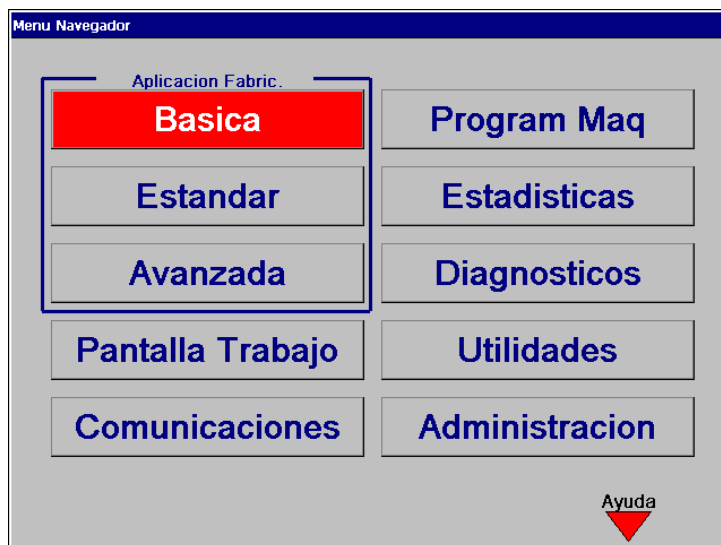 Menu Navegador
Aplicacion Fabric.
Basica
Program Maq
Estandar
Estadisticas
Avanzada
Diagnosticos
Pantalla Trabajo
Utilidades
Comunicaciones
Administracion
Ayuda